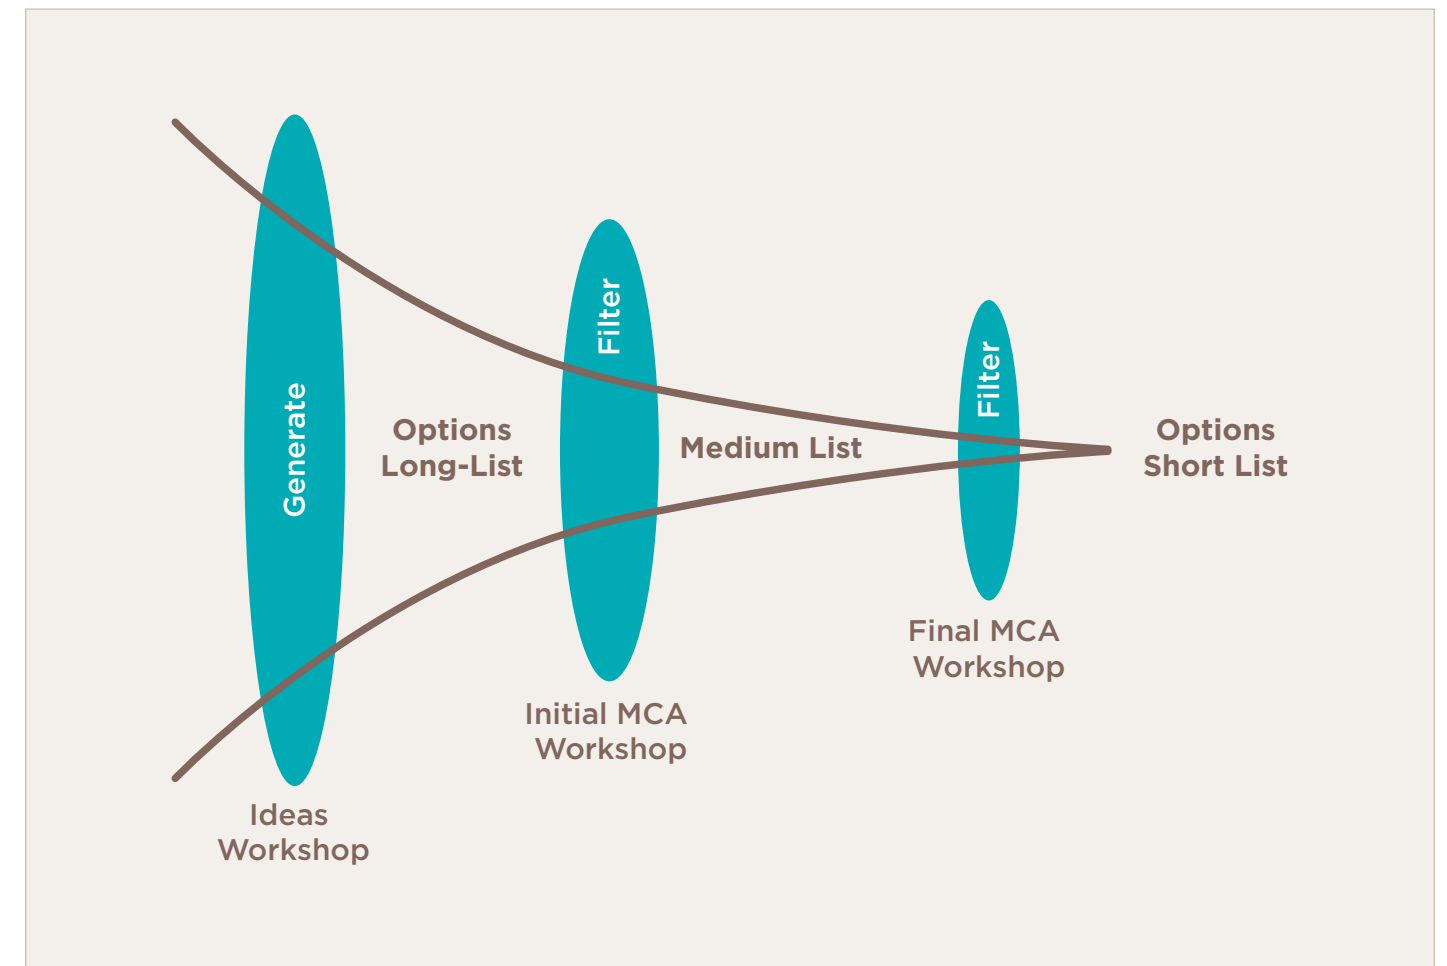 Generate
Ideas
Workshop
Options
Long-List
Filter
Initial MCA
Workshop
Medium List
Filter
Final MCA
Workshop
Options
Short List